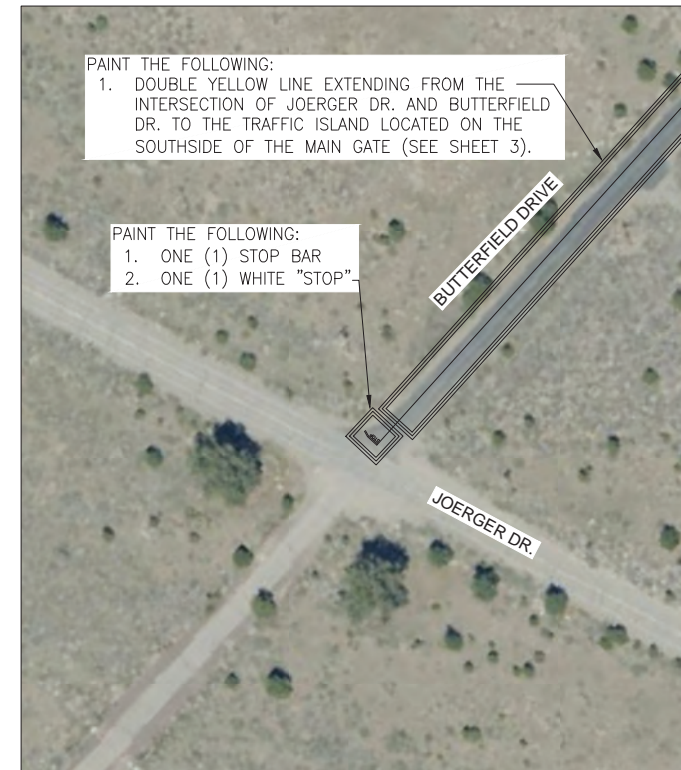 PAINT THE FOLLOWING:
1. DOUBLE YELLOW LINE EXTENDING FROM THE
INTERSECTION OF JOERGER DR. AND BUTTERFIELD
DR. TO THE TRAFFIC ISLAND LOCATED ON THE
SOUTHSIDE OF THE MAIN GATE (SEE SHEET 3).
BUTTERFIELD DRIVE
PAINT THE FOLLOWING:
1. ONE (1) STOP BAR
2. ONE (1) WHITE "STOP"
JOERGER DR.